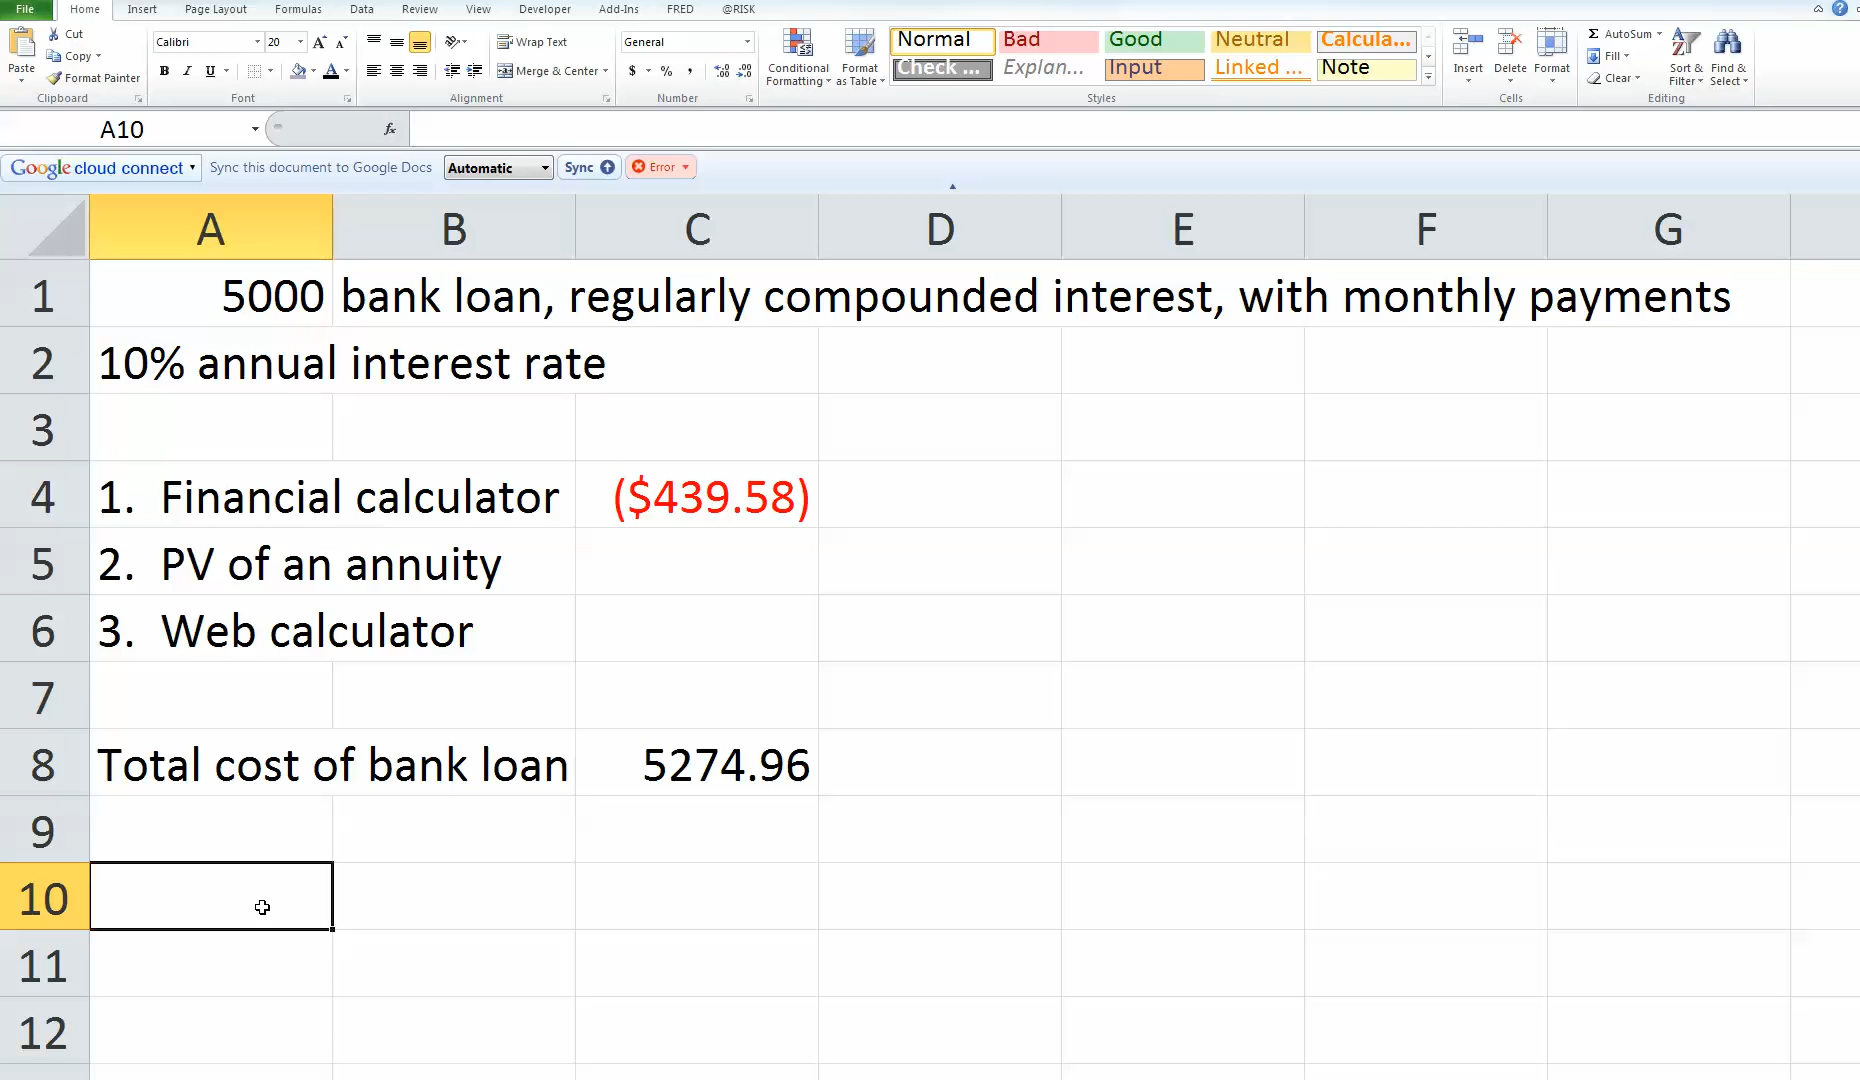 File Home Insert Page Layout Formulas Data Review View Developer Add-Ins FRED @RISK
Paste
Cut
Copy
Format Painter
Clipboard
Calibri 20
B I U
Font
Wrap Text
Merge & Center
Alignment
General
$ % ,
Number
Conditional Formatting
Format as Table
Normal Bad Good Neutral Calcula...
Check ... Explan... Input Linked ... Note
Styles
Insert Delete Format
Cells
Σ AutoSum
Fill
Clear
Sort & Filter
Find & Select
Editing
A10 fx
Google cloud connect Sync this document to Google Docs Automatic Sync Error
A B C D E F G
1 5000 bank loan, regularly compounded interest, with monthly payments
2 10% annual interest rate
3
4 1. Financial calculator ($439.58)
5 2. PV of an annuity
6 3. Web calculator
7
8 Total cost of bank loan 5274.96
9
10
11
12